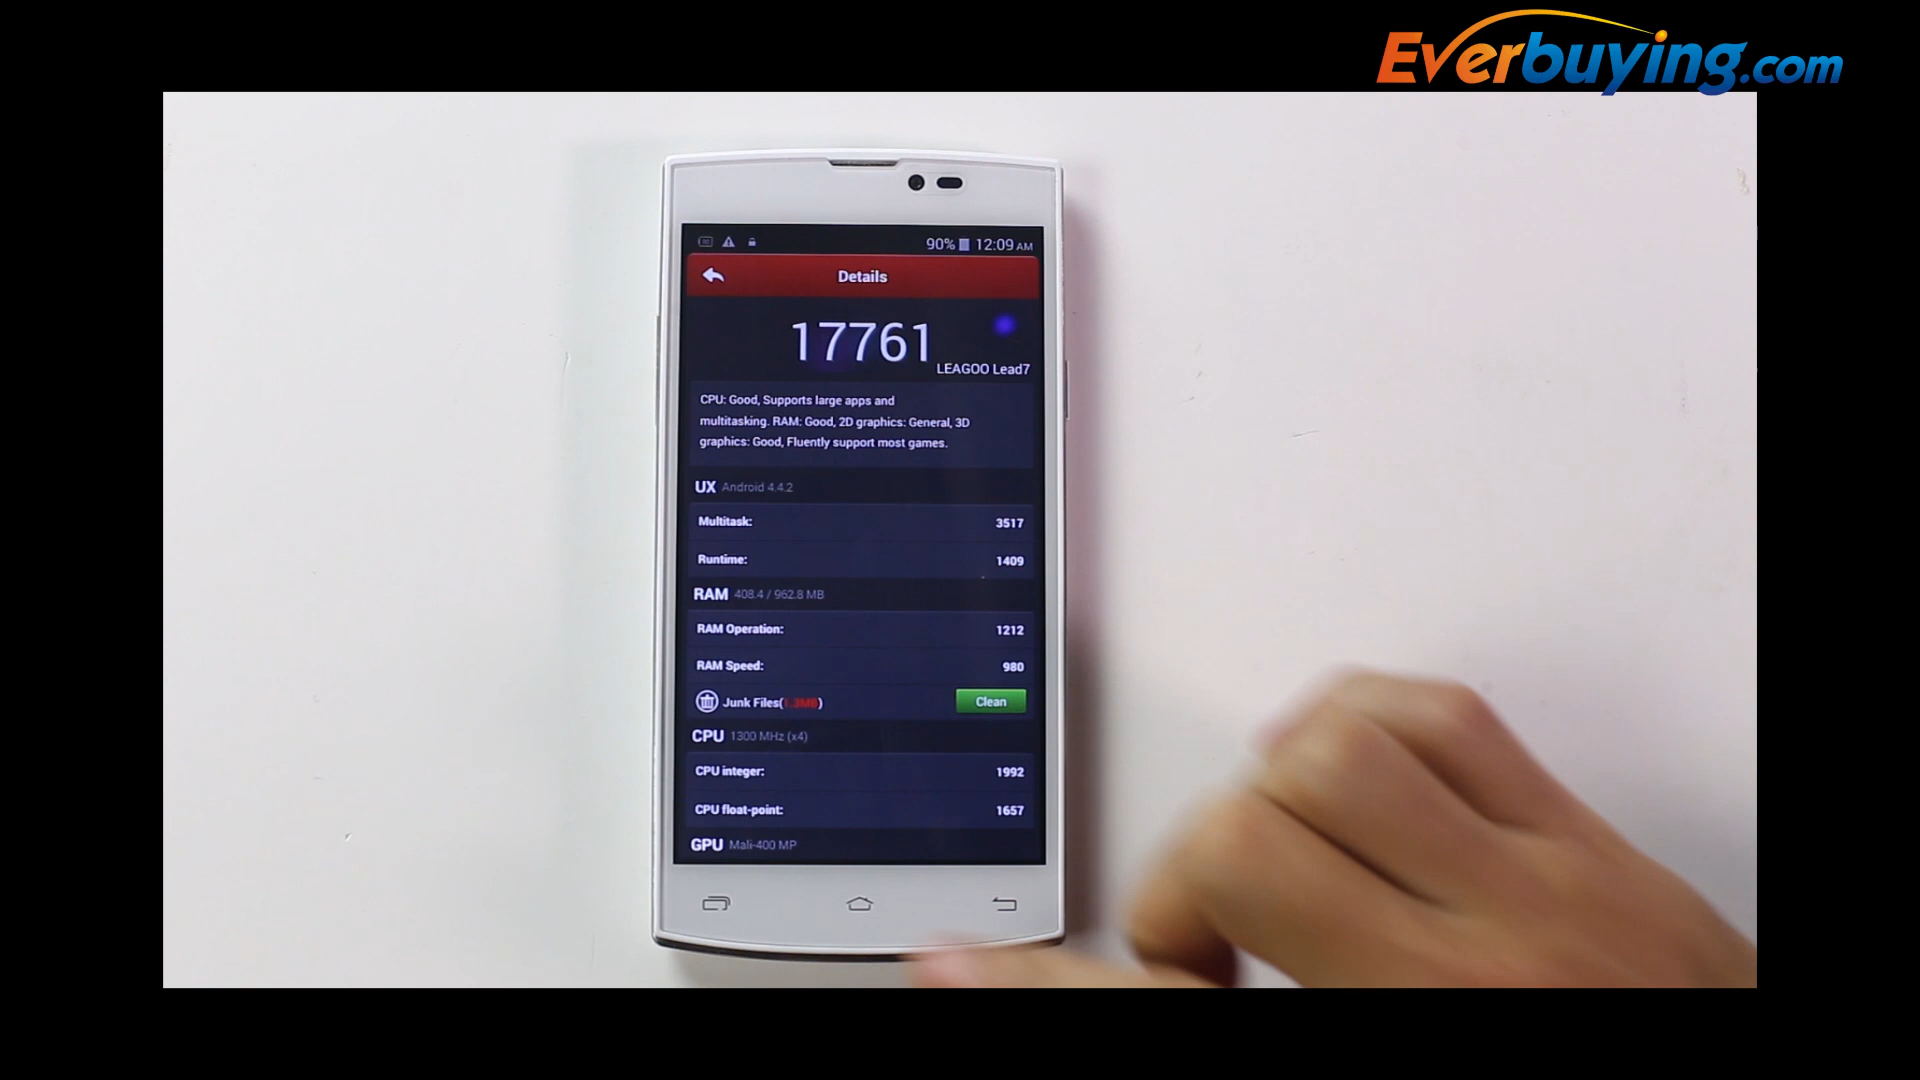 Everbuying.com
90% 12:09 AM
Details
17761
LEAGOO Lead7
CPU: Good, Supports large apps and
multitasking. RAM: Good, 2D graphics: General, 3D
graphics: Good, Fluently support most games.
UX Android 4.4.2
Multitask: 3517
Runtime: 1409
RAM 408.4 / 962.8 MB
RAM Operation: 1212
RAM Speed: 980
Junk Files(1.3MB) Clean
CPU 1300 MHz (x4)
CPU integer: 1992
CPU float-point: 1657
GPU Mali-400 MP